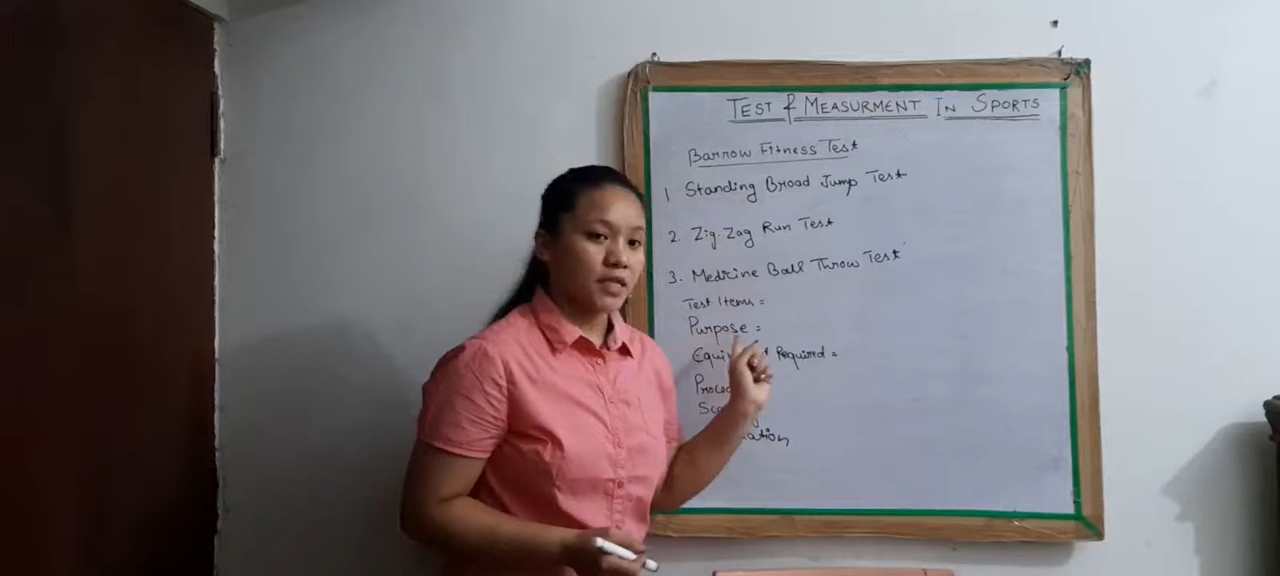 TEST & MEASURMENT IN SPORTS
Barrow Fitness Test
1 Standing Broad Jump Test
2. Zig-Zag Run Test
3. Medicine Ball Throw Test
Test Items =
Purpose =
Required =